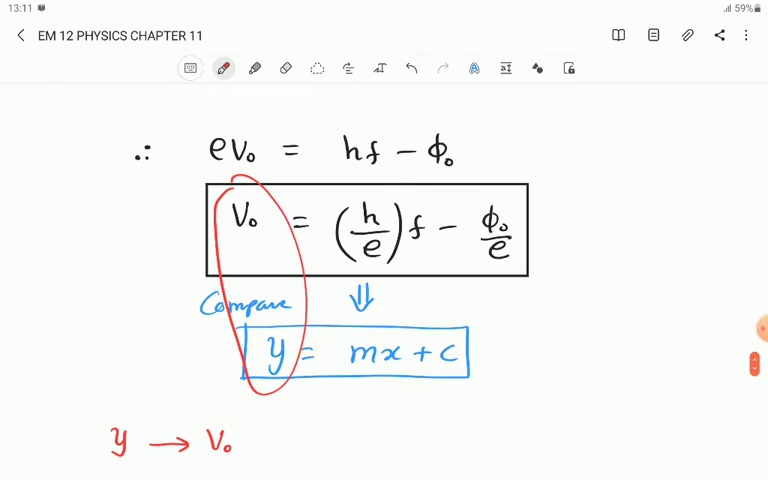 13:11 59%
EM 12 PHYSICS CHAPTER 11
∴ eV₀ = hf − ϕ₀
V₀ = (h/e) f − ϕ₀/e
Compare ⇓
y = mx + c
y → V₀